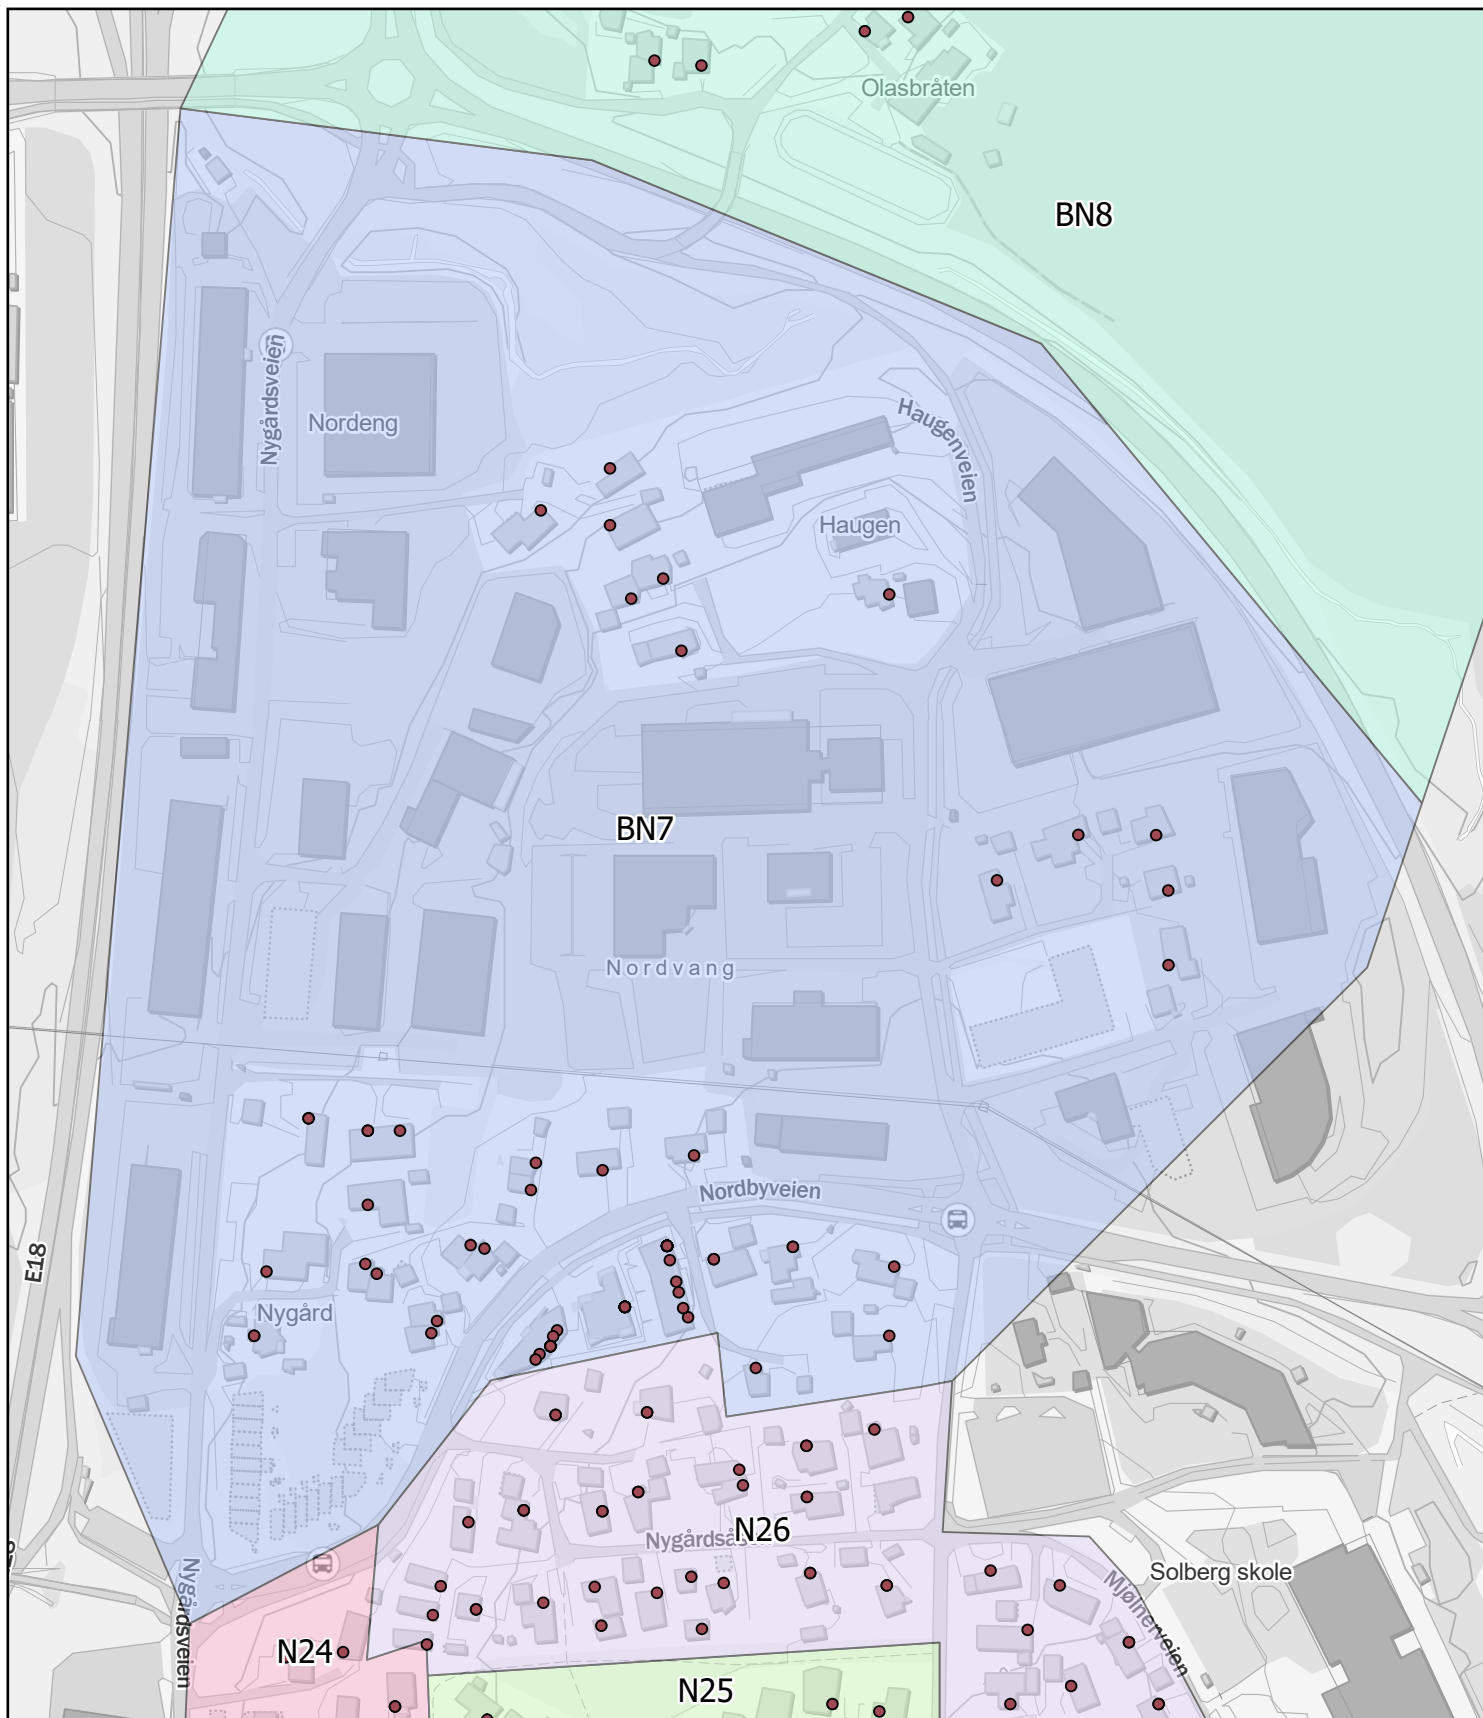 Olasbråten
BN8
Nygårdsveien
Nordeng
Haugenveien
Haugen
BN7
Nordvang
Nordbyveien
E18
Nygård
N26
Solberg skole
Mjølnerveien
Nygårdsveien
N24
N25